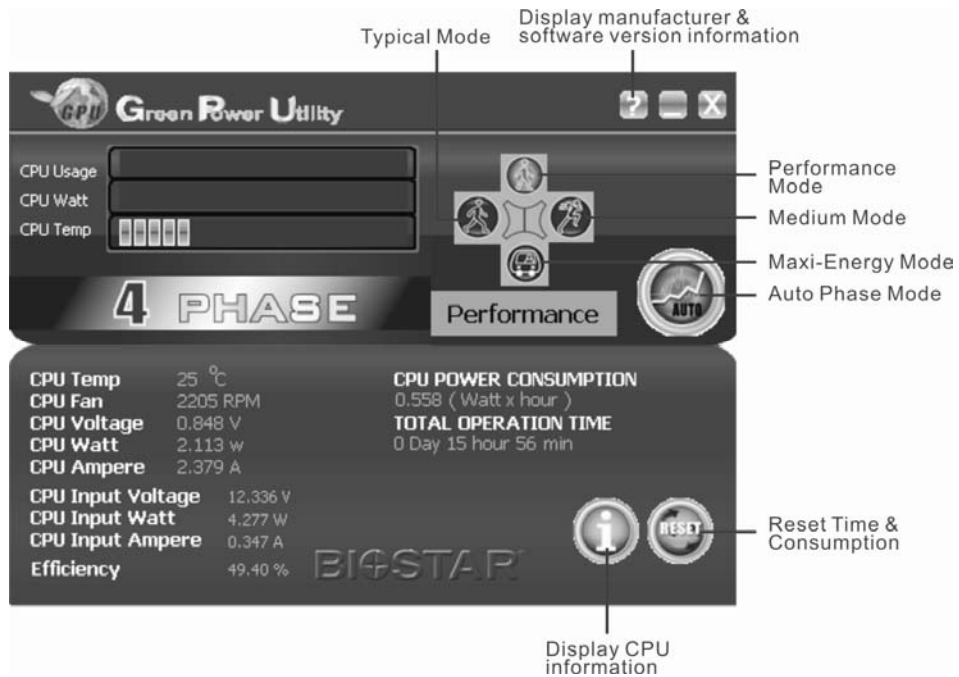 Display manufacturer &
software version information
Typical Mode
GPU
Green Power Utility
? _ X
CPU Usage
CPU Watt
CPU Temp
Performance
Mode
Medium Mode
Maxi-Energy Mode
Auto Phase Mode
4 PHASE
Performance
AUTO
CPU Temp 25 °C
CPU Fan 2205 RPM
CPU Voltage 0.848 V
CPU Watt 2.113 w
CPU Ampere 2.379 A
CPU Input Voltage 12.336 V
CPU Input Watt 4.277 W
CPU Input Ampere 0.347 A
Efficiency 49.40 %
CPU POWER CONSUMPTION
0.558 ( Watt x hour )
TOTAL OPERATION TIME
0 Day 15 hour 56 min
BIOSTAR
i
RESET
Reset Time &
Consumption
Display CPU
information